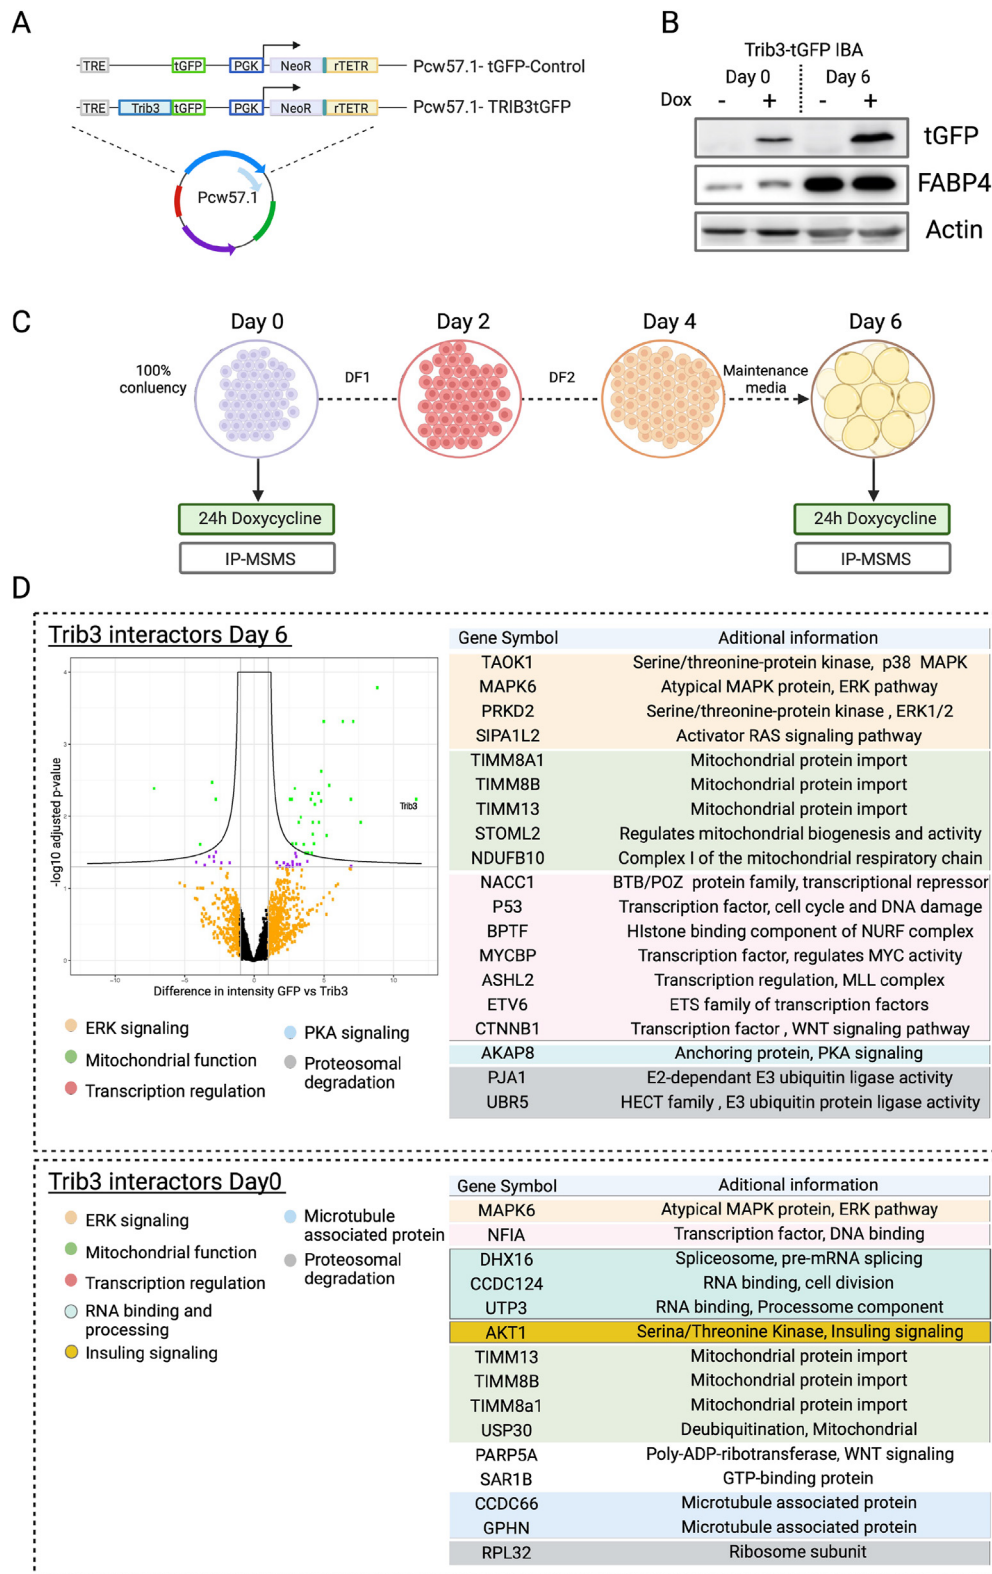 A
TRE tGFP PGK NeoR rTETR Pcw57.1- tGFP-Control
TRE Trib3 tGFP PGK NeoR rTETR Pcw57.1- TRIB3tGFP
Pcw57.1
B
Trib3-tGFP IBA
Day 0 Day 6
Dox - + - +
tGFP
FABP4
Actin
C
Day 0 Day 2 Day 4 Day 6
100%
conluency
DF1 DF2 Maintenance
media
24h Doxycycline 24h Doxycycline
IP-MSMS IP-MSMS
D
Trib3 interactors Day 6
-log10 adjusted p-value
4
3
2
1
0
Trib3
-10 -5 0 5 10
Difference in intensity GFP vs Trib3
ERK signaling
Mitochondrial function
Transcription regulation
PKA signaling
Proteosomal
degradation
Gene Symbol Aditional information
TAOK1 Serine/threonine-protein kinase, p38 MAPK
MAPK6 Atypical MAPK protein, ERK pathway
PRKD2 Serine/threonine-protein kinase , ERK1/2
SIPA1L2 Activator RAS signaling pathway
TIMM8A1 Mitochondrial protein import
TIMM8B Mitochondrial protein import
TIMM13 Mitochondrial protein import
STOML2 Regulates mitochondrial biogenesis and activity
NDUFB10 Complex I of the mitochondrial respiratory chain
NACC1 BTB/POZ protein family, transcriptional repressor
P53 Transcription factor, cell cycle and DNA damage
BPTF HIstone binding component of NURF complex
MYCBP Transcription factor, regulates MYC activity
ASHL2 Transcription regulation, MLL complex
ETV6 ETS family of transcription factors
CTNNB1 Transcription factor , WNT signaling pathway
AKAP8 Anchoring protein, PKA signaling
PJA1 E2-dependant E3 ubiquitin ligase activity
UBR5 HECT family , E3 ubiquitin protein ligase activity
Trib3 interactors Day0
ERK signaling
Mitochondrial function
Transcription regulation
RNA binding and
processing
Insuling signaling
Microtubule
associated protein
Proteosomal
degradation
Gene Symbol Aditional information
MAPK6 Atypical MAPK protein, ERK pathway
NFIA Transcription factor, DNA binding
DHX16 Spliceosome, pre-mRNA splicing
CCDC124 RNA binding, cell division
UTP3 RNA binding, Processome component
AKT1 Serina/Threonine Kinase, Insuling signaling
TIMM13 Mitochondrial protein import
TIMM8B Mitochondrial protein import
TIMM8a1 Mitochondrial protein import
USP30 Deubiquitination, Mitochondrial
PARP5A Poly-ADP-ribotransferase, WNT signaling
SAR1B GTP-binding protein
CCDC66 Microtubule associated protein
GPHN Microtubule associated protein
RPL32 Ribosome subunit